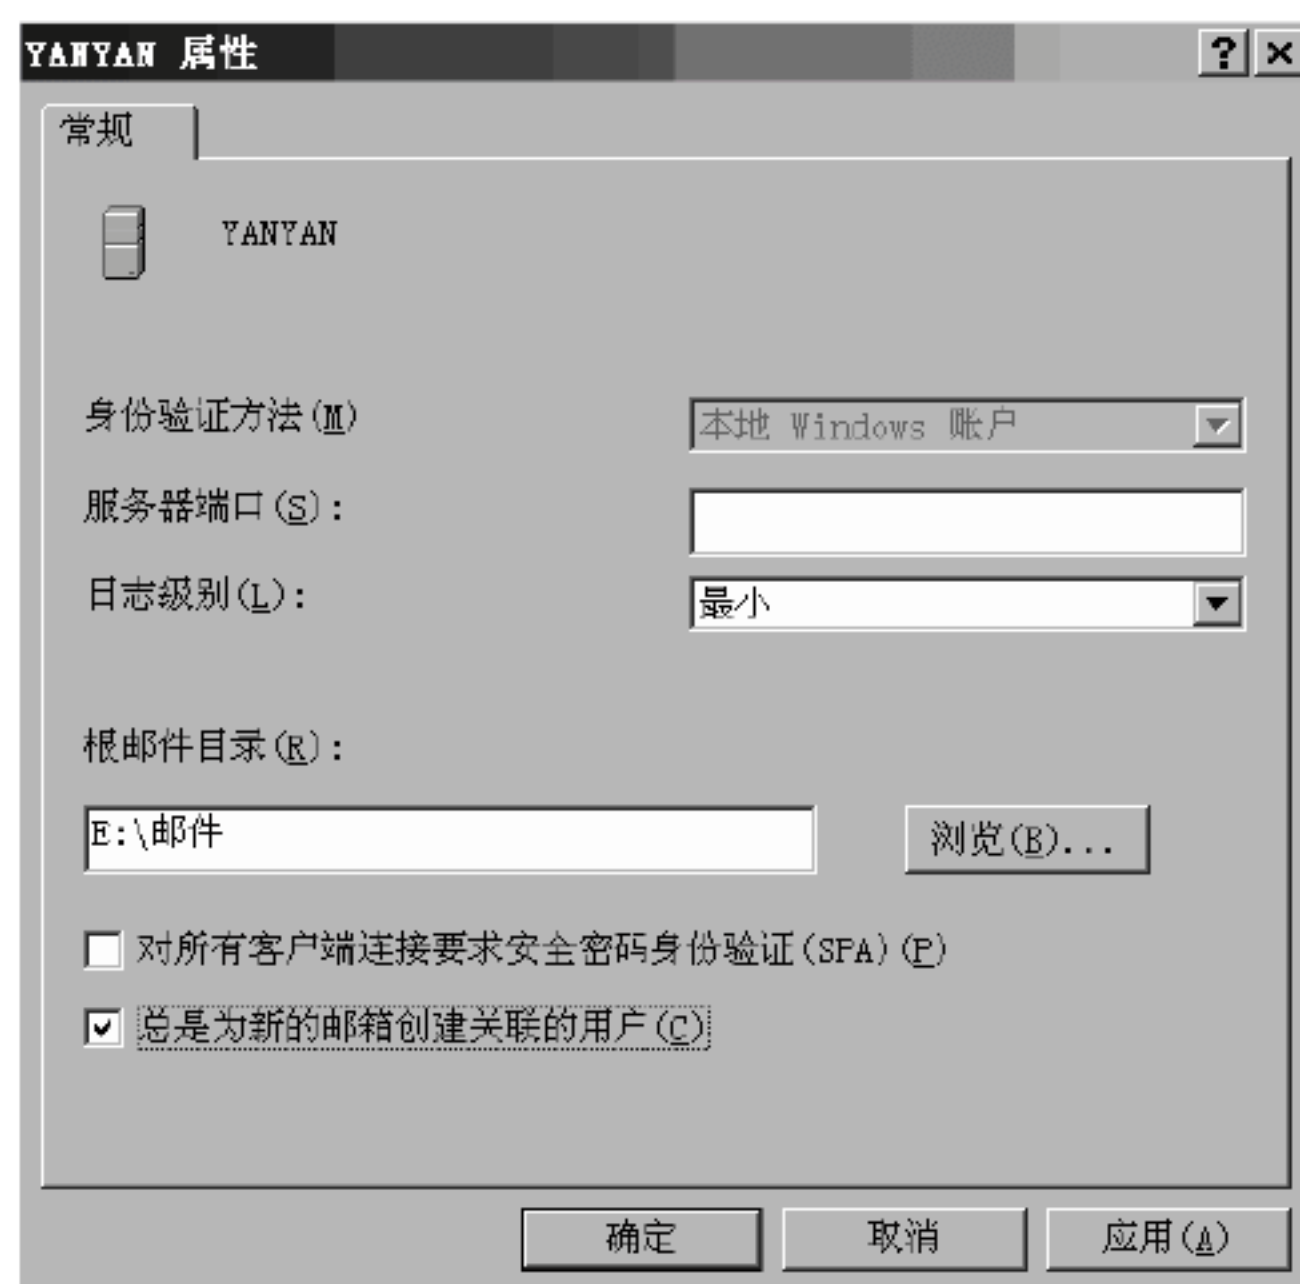 YANYAN 属性
常规
YANYAN
身份验证方法(M)
本地 Windows 账户
服务器端口(S):
日志级别(L):
最小
根邮件目录(R):
E:\邮件
浏览(B)...
对所有客户端连接要求安全密码身份验证(SPA)(P)
总是为新的邮箱创建关联的用户(C)
确定
取消
应用(A)